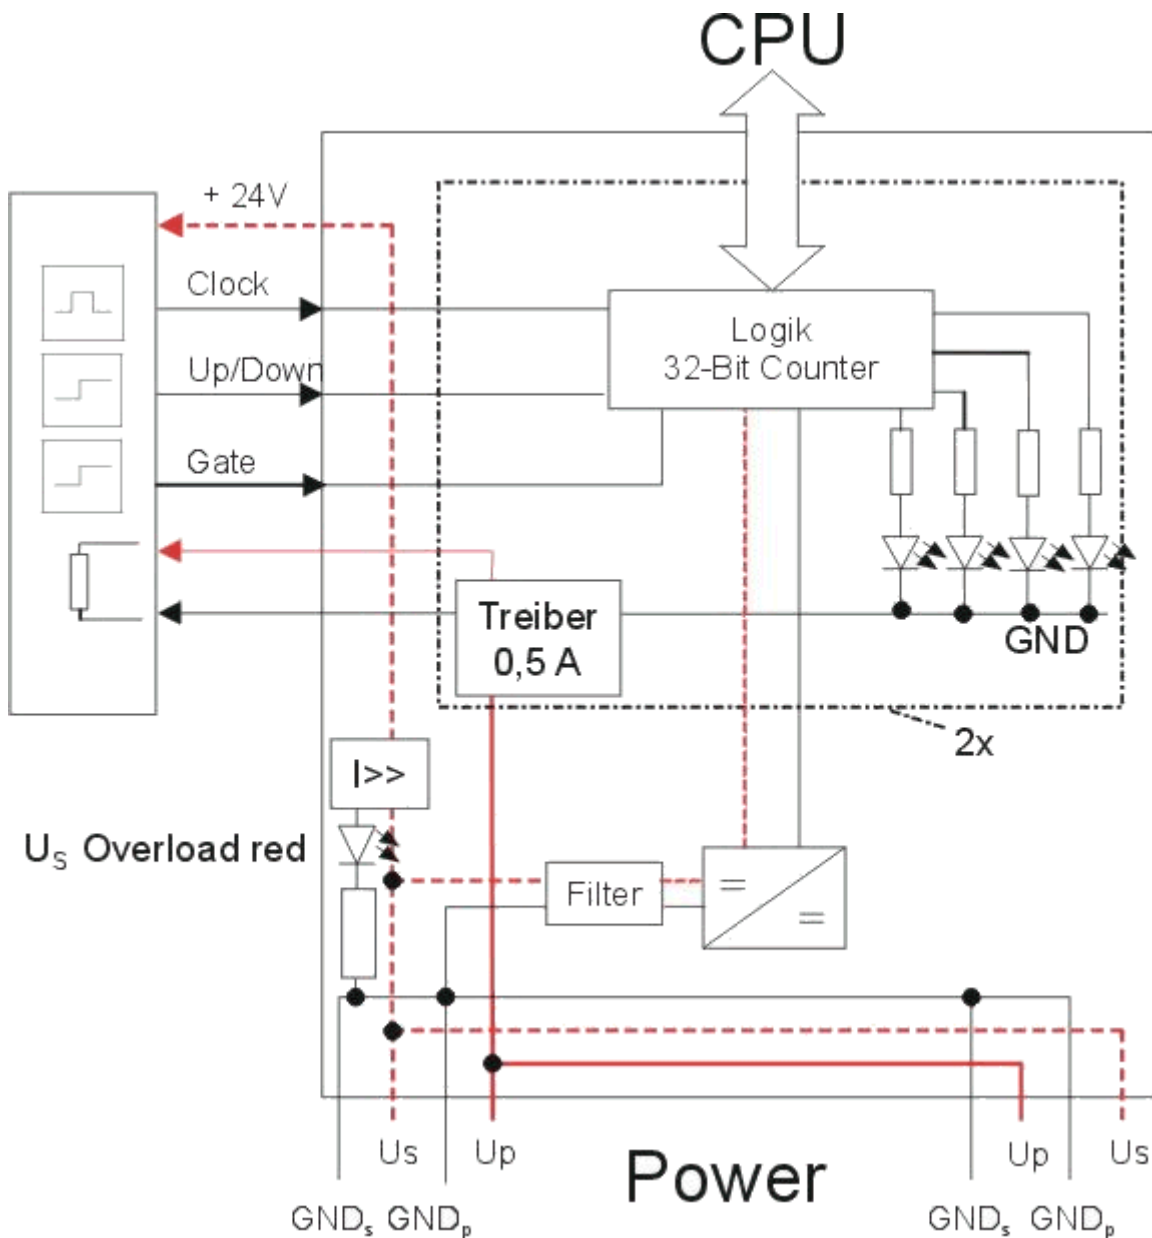 CPU
+ 24V
Clock
Up/Down
Gate
Logik
32-Bit Counter
Treiber
0,5 A
GND
2x
I>>
Us Overload red
Filter
Us
Up
Power
Up
Us
GNDs
GNDp
GNDs
GNDp